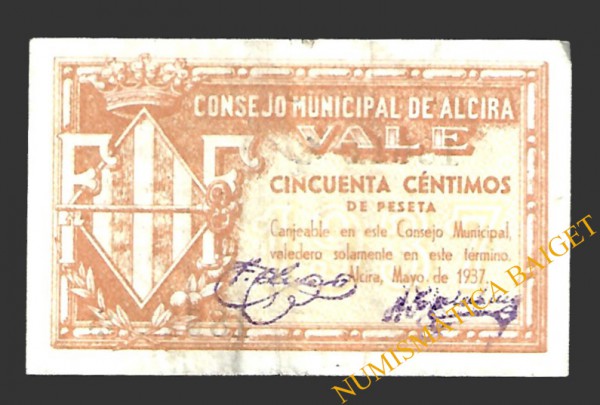 CONSEJO MUNICIPAL DE ALCIRA
VALE
CINCUENTA CÉNTIMOS
DE PESETA
Canjeable en este Consejo Municipal,
valedero solamente en este término.
Alcira, Mayo de 1937
NUMISMÁTICA BAIGET